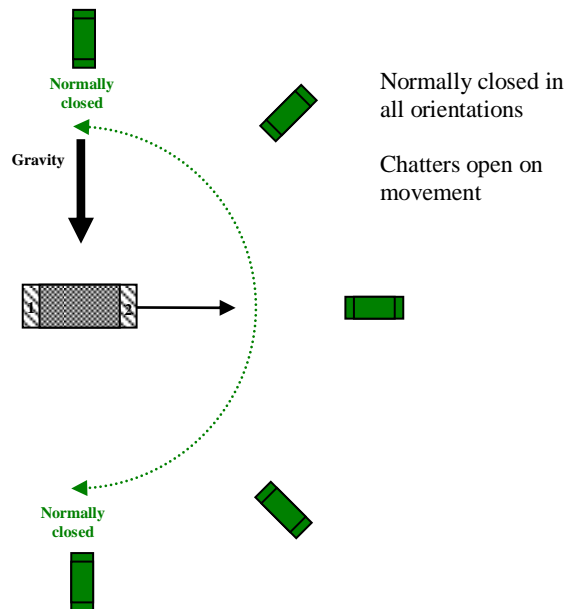 Normally
closed
Normally closed in
all orientations
Chatters open on
movement
Gravity
1
2
Normally
closed